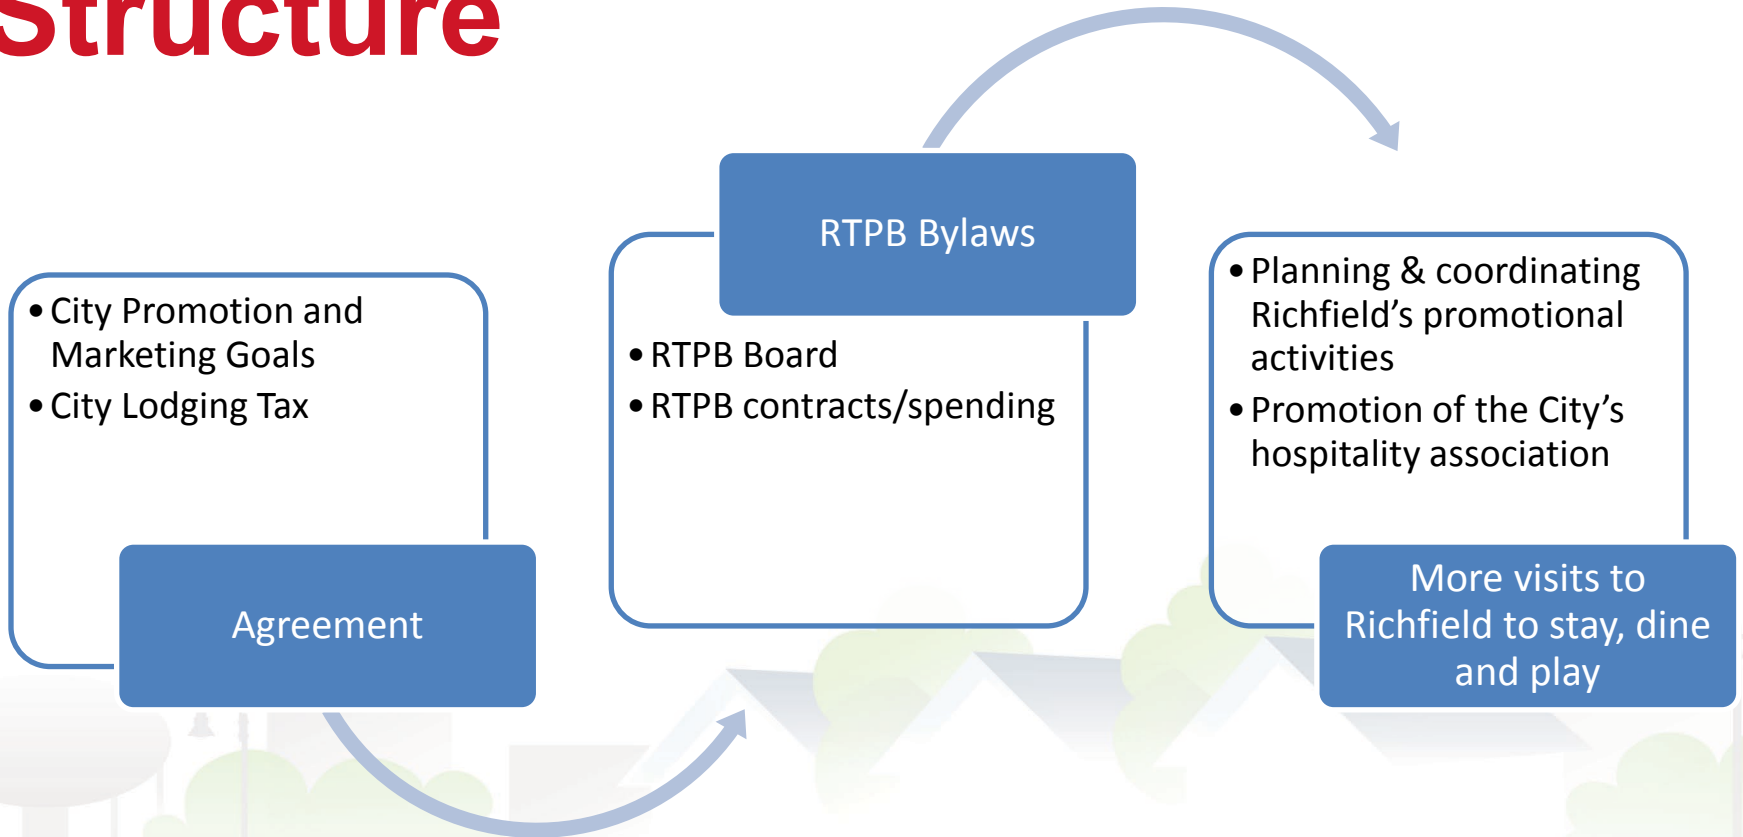 Structure
• City Promotion and
Marketing Goals
• City Lodging Tax
Agreement
RTPB Bylaws
• RTPB Board
• RTPB contracts/spending
• Planning & coordinating
Richfield’s promotional
activities
• Promotion of the City’s
hospitality association
More visits to
Richfield to stay, dine
and play